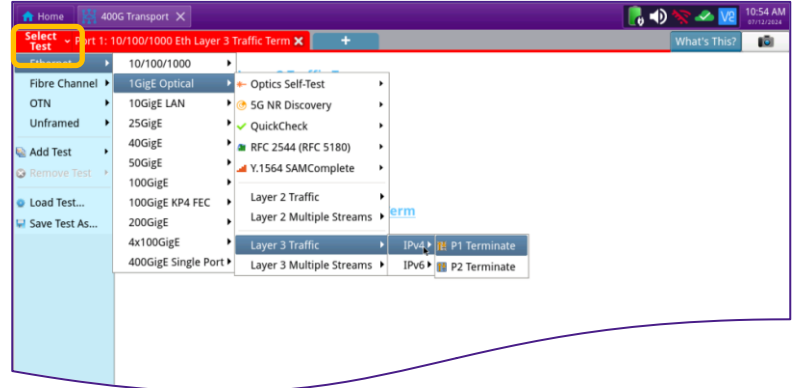 Home
400G Transport
10:54 AM
07/12/2024
V2
Select Test
Port 1: 10/100/1000 Eth Layer 3 Traffic Term
+
What's This?
Ethernet
Fibre Channel
OTN
Unframed
Add Test
Remove Test
Load Test...
Save Test As...
10/100/1000
1GigE Optical
10GigE LAN
25GigE
40GigE
50GigE
100GigE
100GigE KP4 FEC
200GigE
4x100GigE
400GigE Single Port
Optics Self-Test
5G NR Discovery
QuickCheck
RFC 2544 (RFC 5180)
Y.1564 SAMComplete
Layer 2 Traffic
Layer 2 Multiple Streams
Layer 3 Traffic
Layer 3 Multiple Streams
erm
IPv4
IPv6
P1 Terminate
P2 Terminate